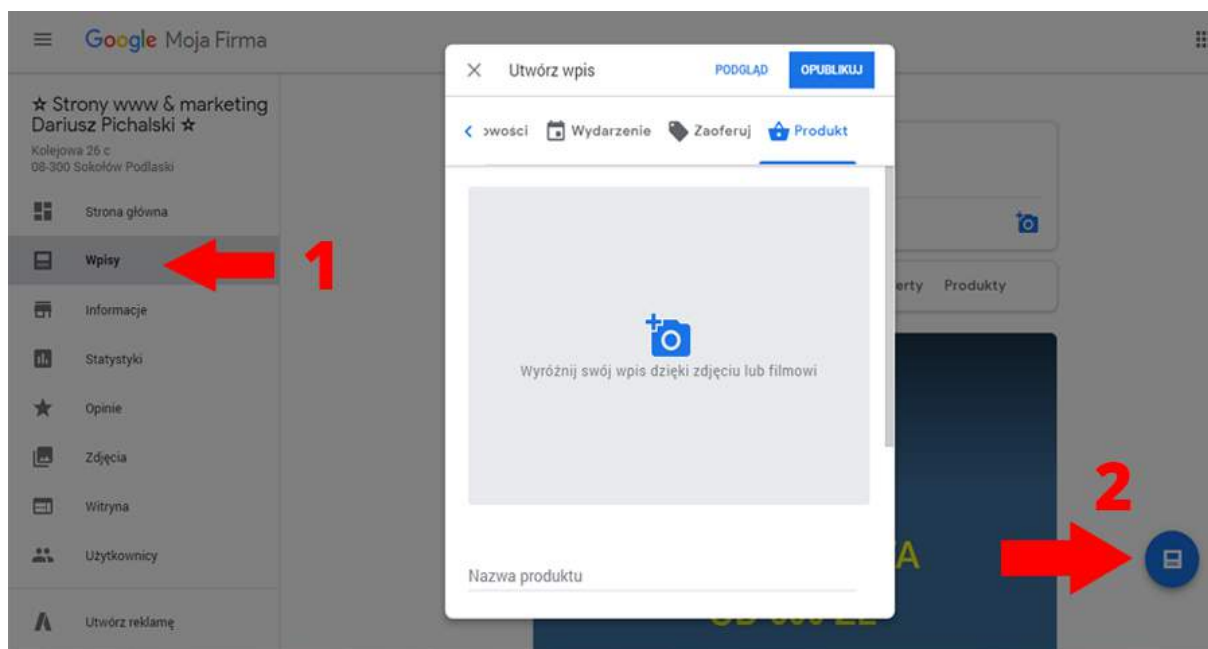 Google Moja Firma
☆ Strony www & marketing
Dariusz Pichalski ☆
Kolejowa 26 c
08-300 Sokołów Podlaski
Strona główna
Wpisy
1
Informacje
Statystyki
Opinie
Zdjęcia
Witryna
Użytkownicy
Utwórz reklamę
Utwórz wpis
PODGLĄD
OPUBLIKUJ
Wydarzenie
Zaoferuj
Produkt
Wyróżnij swój wpis dzięki zdjęciu lub filmowi
Nazwa produktu
Produkty
2